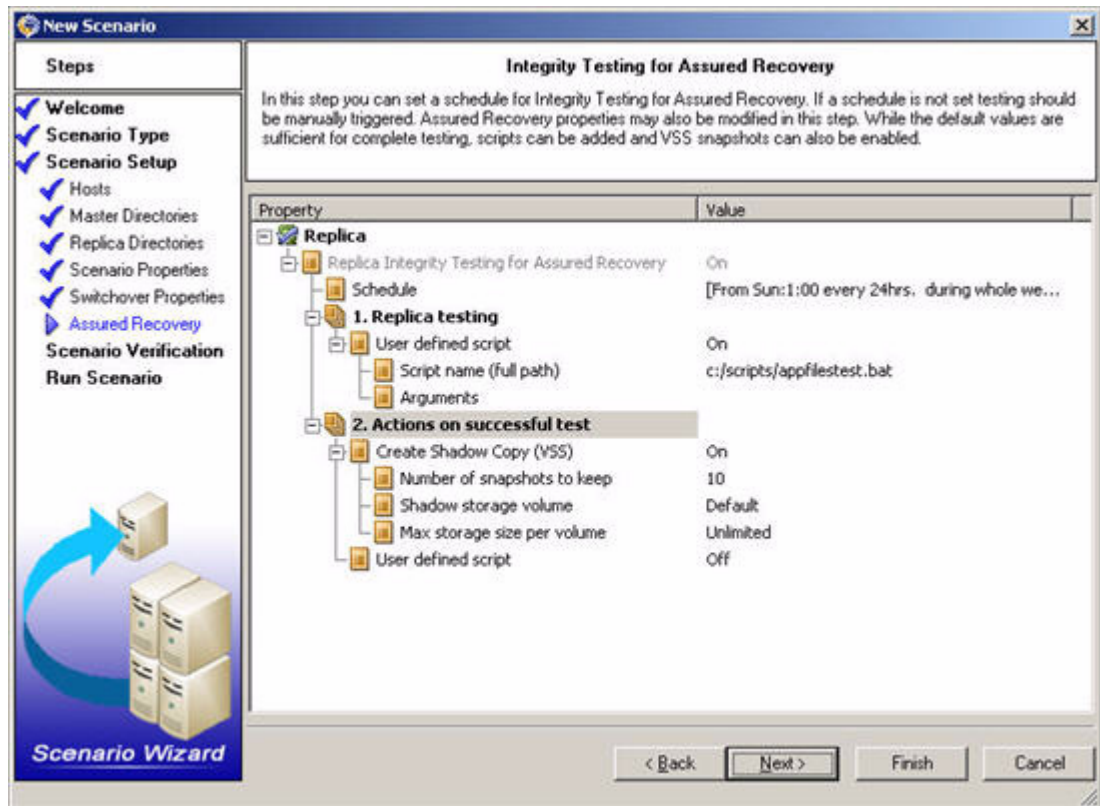 New Scenario
Steps
Welcome
Scenario Type
Scenario Setup
Hosts
Master Directories
Replica Directories
Scenario Properties
Switchover Properties
Assured Recovery
Scenario Verification
Run Scenario
Scenario Wizard
Integrity Testing for Assured Recovery
In this step you can set a schedule for Integrity Testing for Assured Recovery. If a schedule is not set testing should
be manually triggered. Assured Recovery properties may also be modified in this step. While the default values are
sufficient for complete testing, scripts can be added and VSS snapshots can also be enabled.
Property Value
Replica
Replica Integrity Testing for Assured Recovery On
Schedule [From Sun:1:00 every 24hrs. during whole we...
1. Replica testing
User defined script On
Script name (full path) c:/scripts/appfilestest.bat
Arguments
2. Actions on successful test
Create Shadow Copy (VSS) On
Number of snapshots to keep 10
Shadow storage volume Default
Max storage size per volume Unlimited
User defined script Off
< Back Next > Finish Cancel